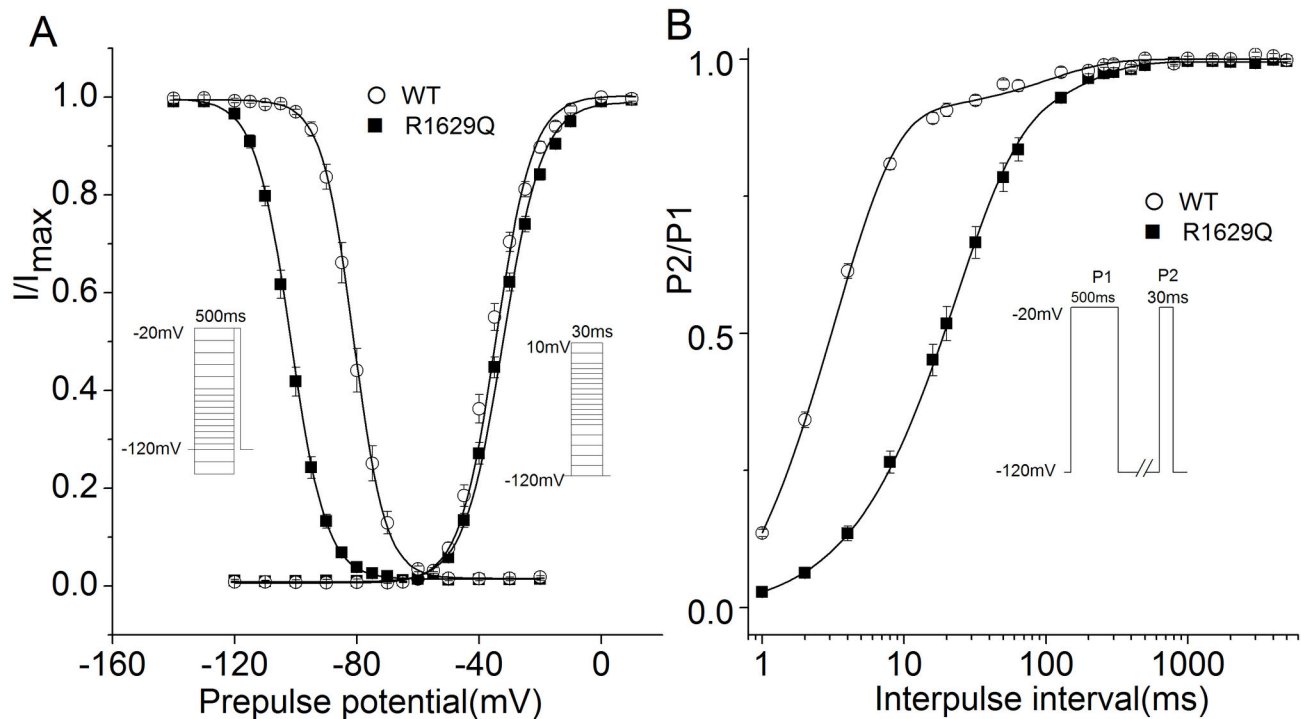 A
WT
R1629Q
1.0
0.8
0.6
0.4
0.2
0.0
I/Imax
500ms
-20mV
-120mV
30ms
10mV
-120mV
-160
-120
-80
-40
0
Prepulse potential(mV)
B
1.0
0.5
0.0
P2/P1
WT
R1629Q
P1
P2
500ms
30ms
-20mV
-120mV
1
10
100
1000
Interpulse interval(ms)